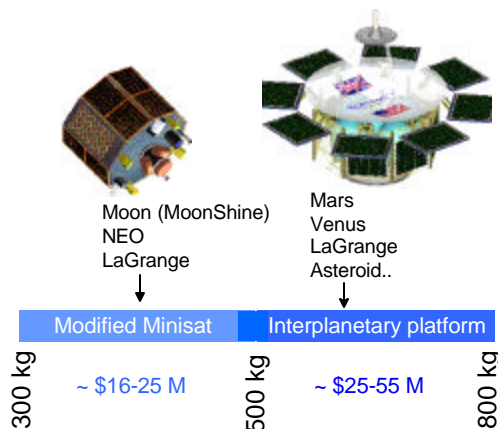 Moon (MoonShine)
NEO
LaGrange
Mars
Venus
LaGrange
Asteroid..
Modified Minisat
Interplanetary platform
300 kg
~ $16-25 M
500 kg
~ $25-55 M
800 kg